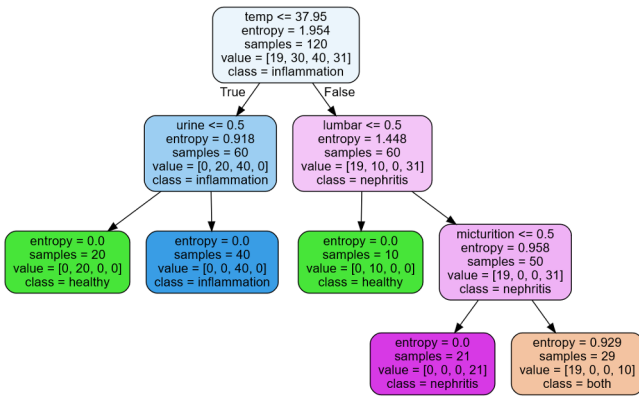 temp <= 37.95
entropy = 1.954
samples = 120
value = [19, 30, 40, 31]
class = inflammation
True
False
urine <= 0.5
entropy = 0.918
samples = 60
value = [0, 20, 40, 0]
class = inflammation
lumbar <= 0.5
entropy = 1.448
samples = 60
value = [19, 10, 0, 31]
class = nephritis
entropy = 0.0
samples = 20
value = [0, 20, 0, 0]
class = healthy
entropy = 0.0
samples = 40
value = [0, 0, 40, 0]
class = inflammation
entropy = 0.0
samples = 10
value = [0, 10, 0, 0]
class = healthy
micturition <= 0.5
entropy = 0.958
samples = 50
value = [19, 0, 0, 31]
class = nephritis
entropy = 0.0
samples = 21
value = [0, 0, 0, 21]
class = nephritis
entropy = 0.929
samples = 29
value = [19, 0, 0, 10]
class = both